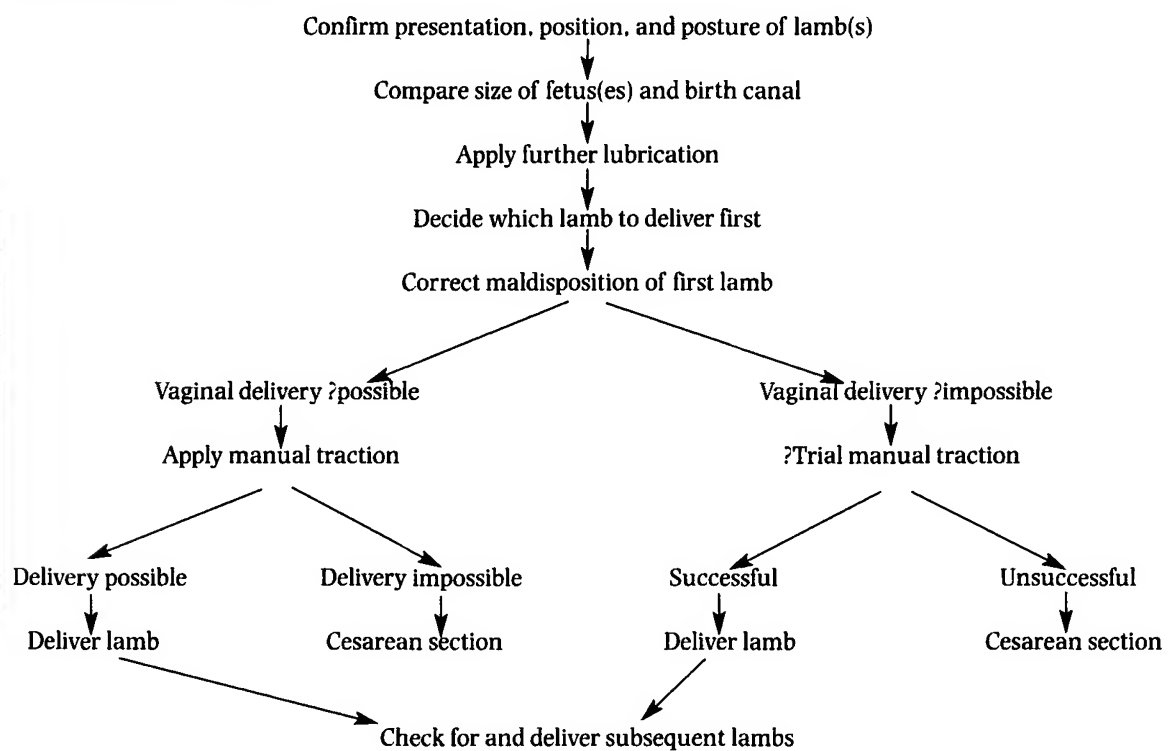 Confirm presentation, position, and posture of lamb(s)
Compare size of fetus(es) and birth canal
Apply further lubrication
Decide which lamb to deliver first
Correct maldisposition of first lamb
Vaginal delivery ?possible
Vaginal delivery ?impossible
Apply manual traction
?Trial manual traction
Delivery possible
Delivery impossible
Successful
Unsuccessful
Deliver lamb
Cesarean section
Deliver lamb
Cesarean section
Check for and deliver subsequent lambs